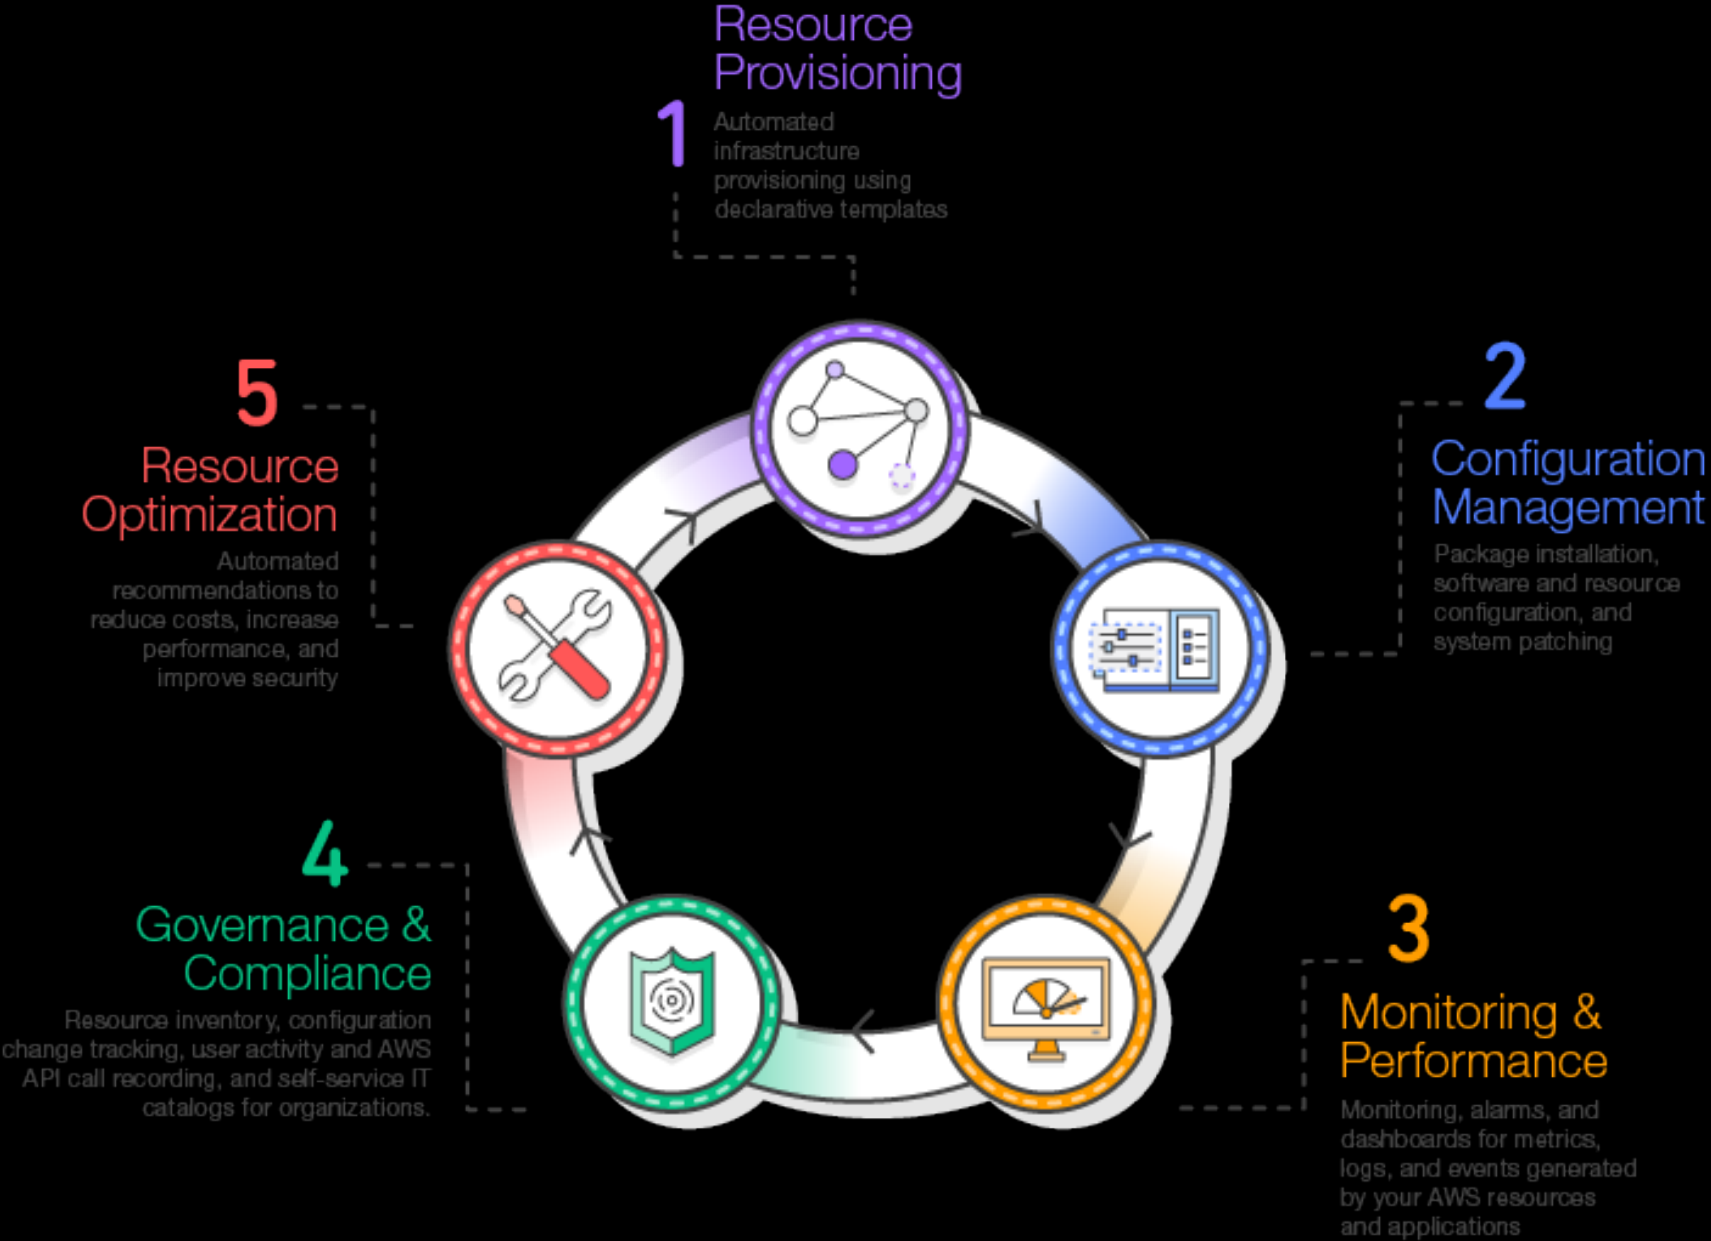 1
Resource
Provisioning
Automated
infrastructure
provisioning using
declarative templates
2
Configuration
Management
Package installation,
software and resource
configuration, and
system patching
3
Monitoring &
Performance
Monitoring, alarms, and
dashboards for metrics,
logs, and events generated
by your AWS resources
and applications
4
Governance &
Compliance
Resource inventory, configuration
change tracking, user activity and AWS
API call recording, and self-service IT
catalogs for organizations.
5
Resource
Optimization
Automated
recommendations to
reduce costs, increase
performance, and
improve security